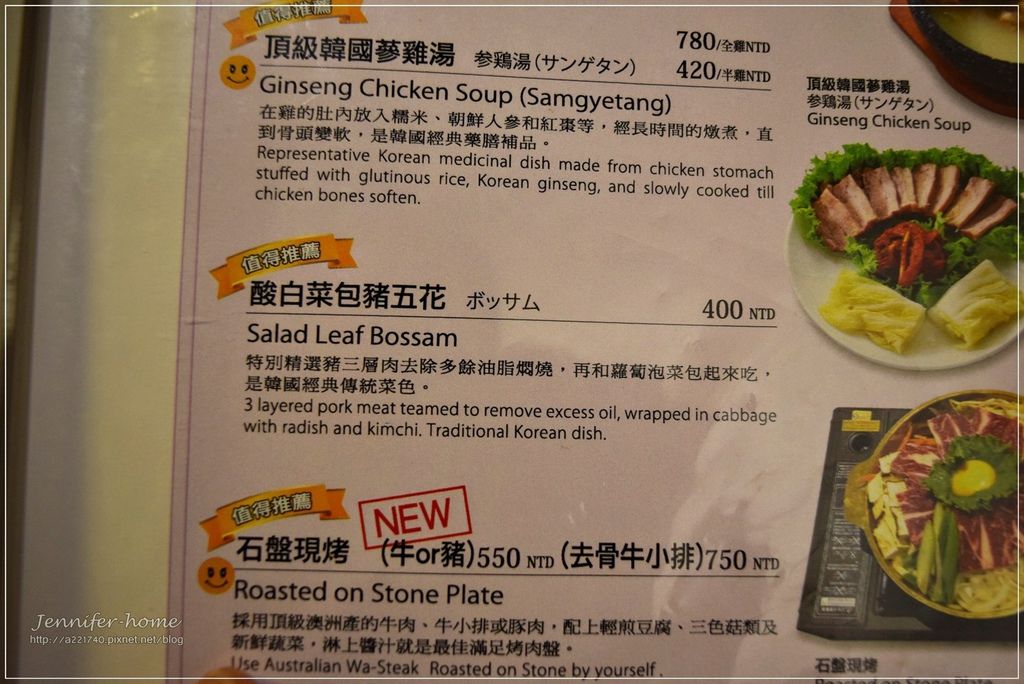 值得推薦
頂級韓國蔘雞湯 参鶏湯(サンゲタン) 780/全雞NTD
420/半雞NTD
Ginseng Chicken Soup (Samgyetang)
在雞的肚內放入糯米、朝鮮人參和紅棗等，經長時間的燉煮，直
到骨頭變軟，是韓國經典藥膳補品。
Representative Korean medicinal dish made from chicken stomach
stuffed with glutinous rice, Korean ginseng, and slowly cooked till
chicken bones soften.
值得推薦
酸白菜包豬五花 ボッサム 400 NTD
Salad Leaf Bossam
特別精選豬三層肉去除多餘油脂燜燒，再和蘿蔔泡菜包起來吃，
是韓國經典傳統菜色。
3 layered pork meat teamed to remove excess oil, wrapped in cabbage
with radish and kimchi. Traditional Korean dish.
值得推薦
NEW
石盤現烤 (牛or豬)550 NTD (去骨牛小排)750 NTD
Roasted on Stone Plate
採用頂級澳洲產的牛肉、牛小排或豚肉，配上輕煎豆腐、三色菇類及
新鮮蔬菜，淋上醬汁就是最佳滿足烤肉盤。
Use Australian Wa-Steak Roasted on Stone by yourself.
頂級韓國蔘雞湯
参鶏湯(サンゲタン)
Ginseng Chicken Soup
石盤現烤
Roasted on Stone Plate
Jennifer-home
http://a221740.pixnet.net/blog